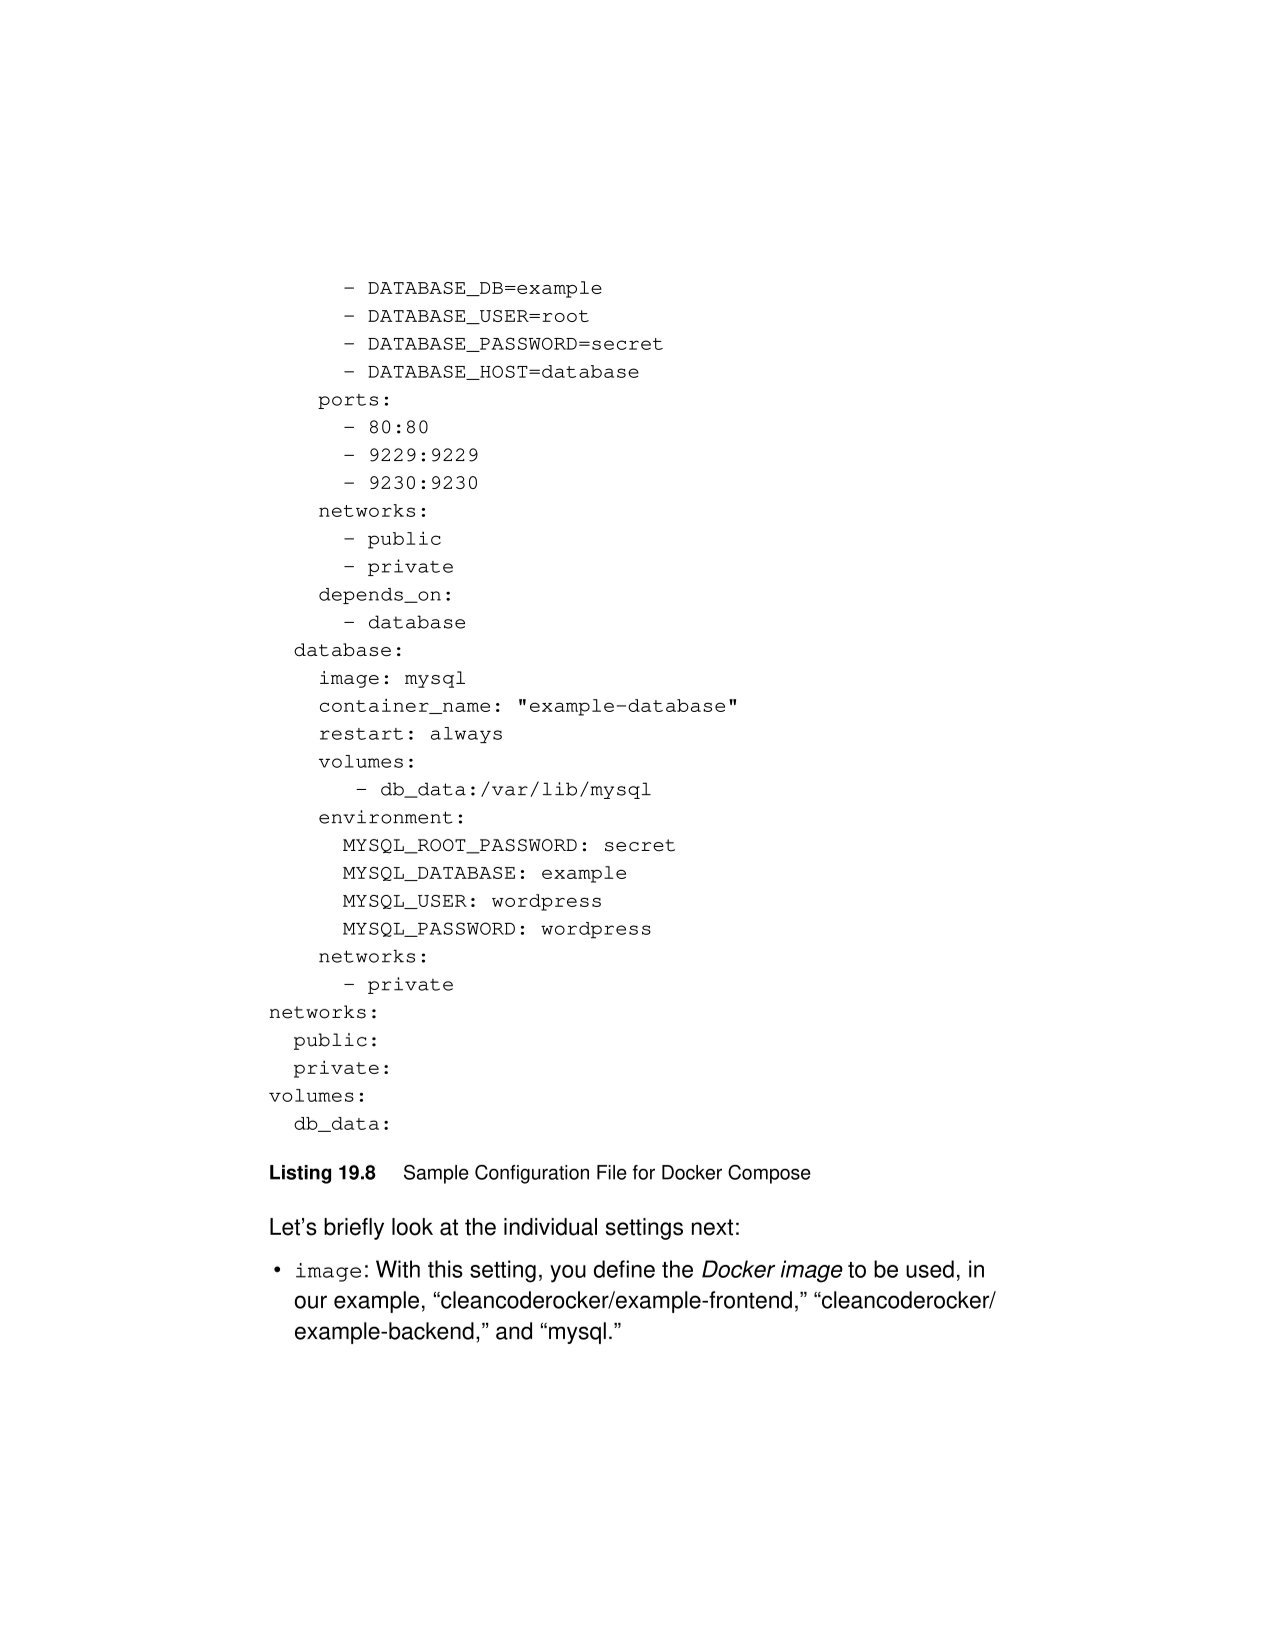 - DATABASE_DB=example
      - DATABASE_USER=root
      - DATABASE_PASSWORD=secret
      - DATABASE_HOST=database
    ports:
      - 80:80
      - 9229:9229
      - 9230:9230
    networks:
      - public
      - private
    depends_on:
      - database
  database:
    image: mysql
    container_name: "example-database"
    restart: always
    volumes:
       - db_data:/var/lib/mysql
    environment:
      MYSQL_ROOT_PASSWORD: secret
      MYSQL_DATABASE: example
      MYSQL_USER: wordpress
      MYSQL_PASSWORD: wordpress
    networks:
      - private
networks:
  public:
  private:
volumes:
  db_data:
Listing 19.8 Sample Configuration File for Docker Compose
Let’s briefly look at the individual settings next:
• image: With this setting, you define the Docker image to be used, in
our example, “cleancoderocker/example-frontend,” “cleancoderocker/
example-backend,” and “mysql.”